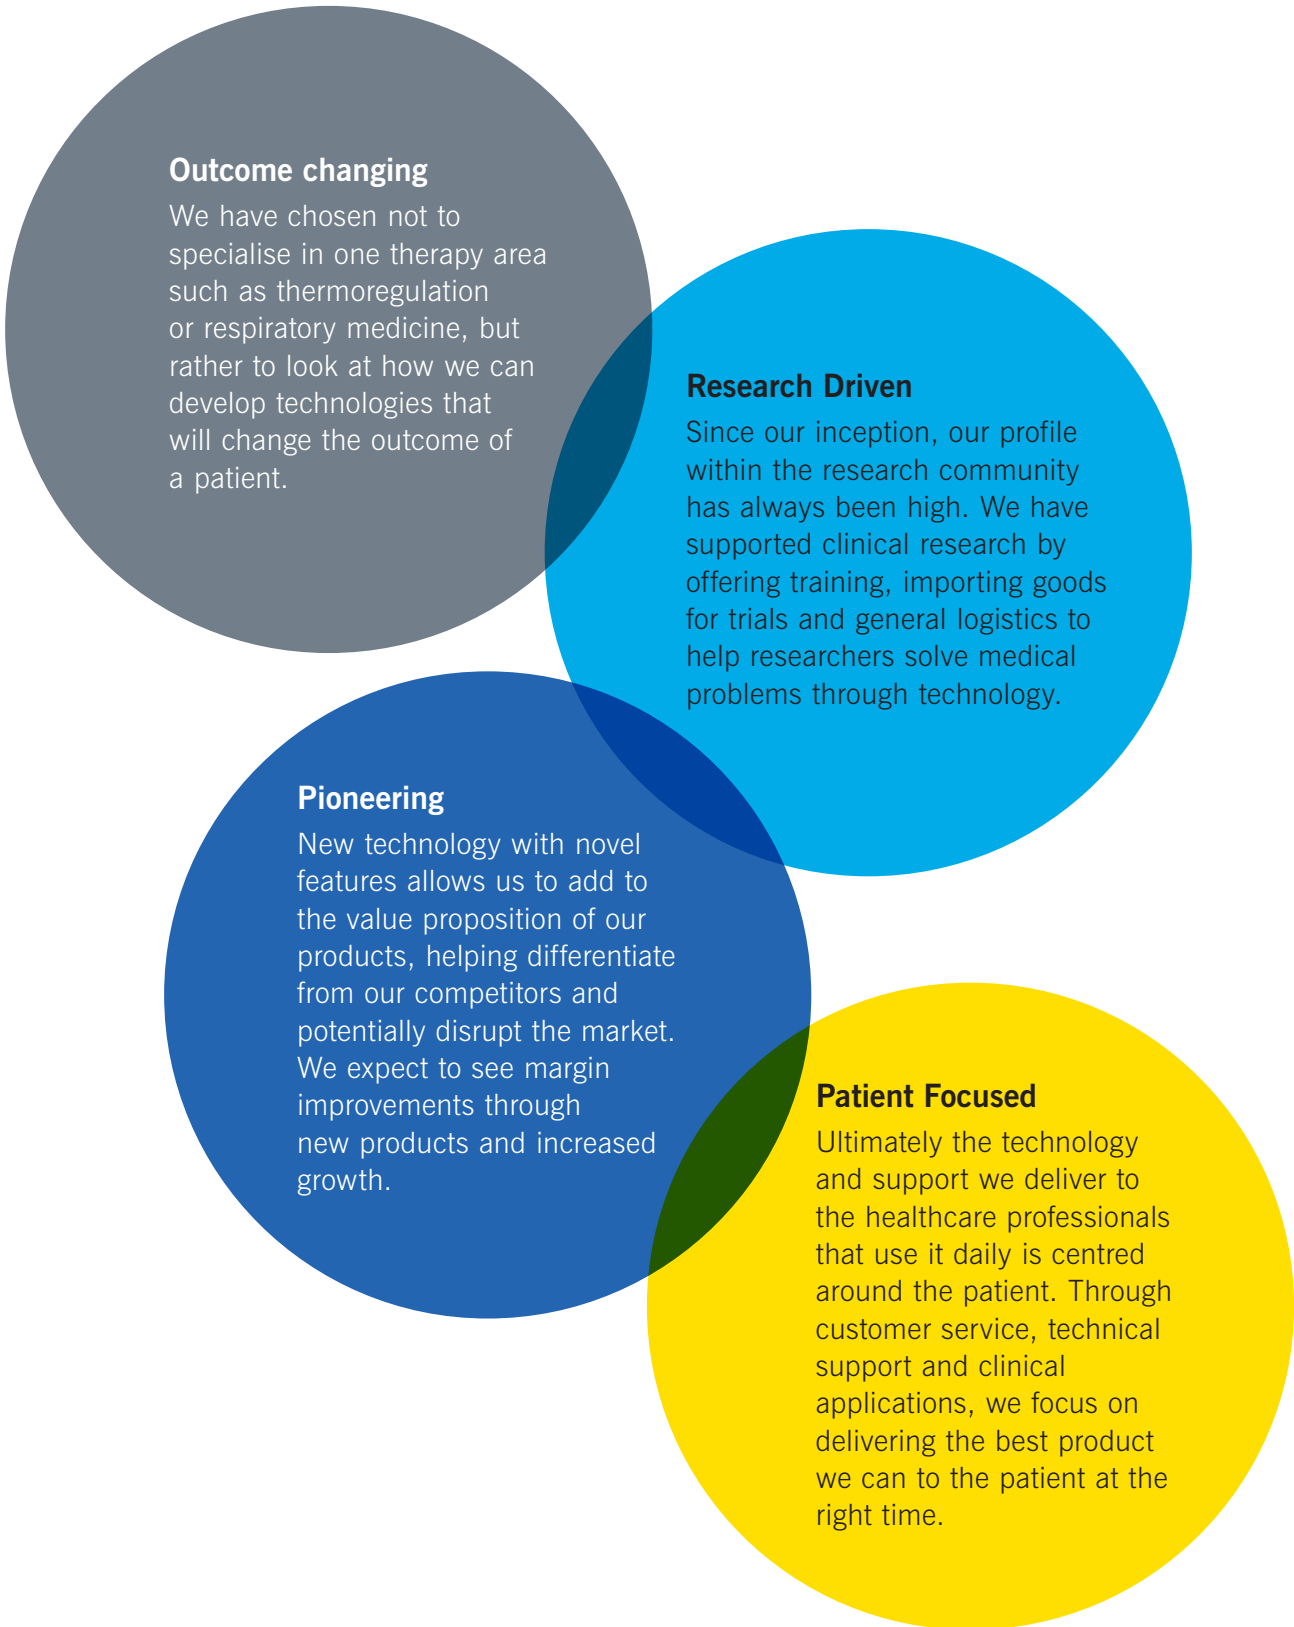 Outcome changing
We have chosen not to
specialise in one therapy area
such as thermoregulation
or respiratory medicine, but
rather to look at how we can
develop technologies that
will change the outcome of
a patient.
Research Driven
Since our inception, our profile
within the research community
has always been high. We have
supported clinical research by
offering training, importing goods
for trials and general logistics to
help researchers solve medical
problems through technology.
Pioneering
New technology with novel
features allows us to add to
the value proposition of our
products, helping differentiate
from our competitors and
potentially disrupt the market.
We expect to see margin
improvements through
new products and increased
growth.
Patient Focused
Ultimately the technology
and support we deliver to
the healthcare professionals
that use it daily is centred
around the patient. Through
customer service, technical
support and clinical
applications, we focus on
delivering the best product
we can to the patient at the
right time.